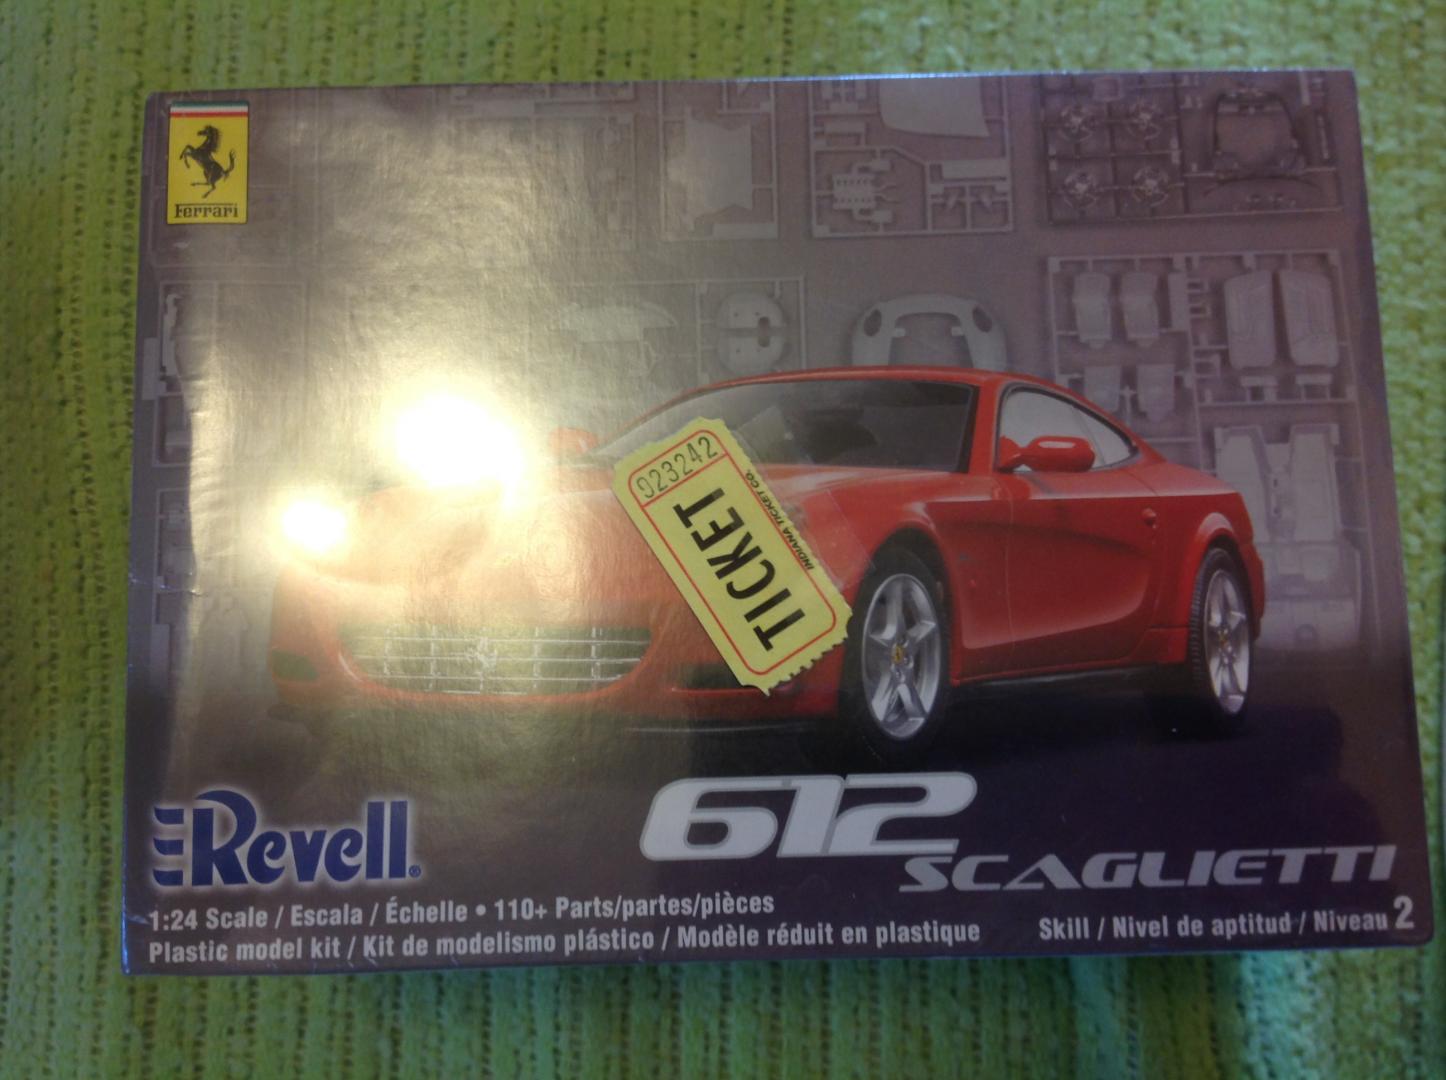 Ferrari
923242
TICKET
INDIANA TICKET CO.
Revell®
612
SCAGLIETTI
1:24 Scale / Escala / Échelle • 110+ Parts/partes/pièces
Plastic model kit / Kit de modelismo plástico / Modèle réduit en plastique
Skill / Nivel de aptitud / Niveau 2